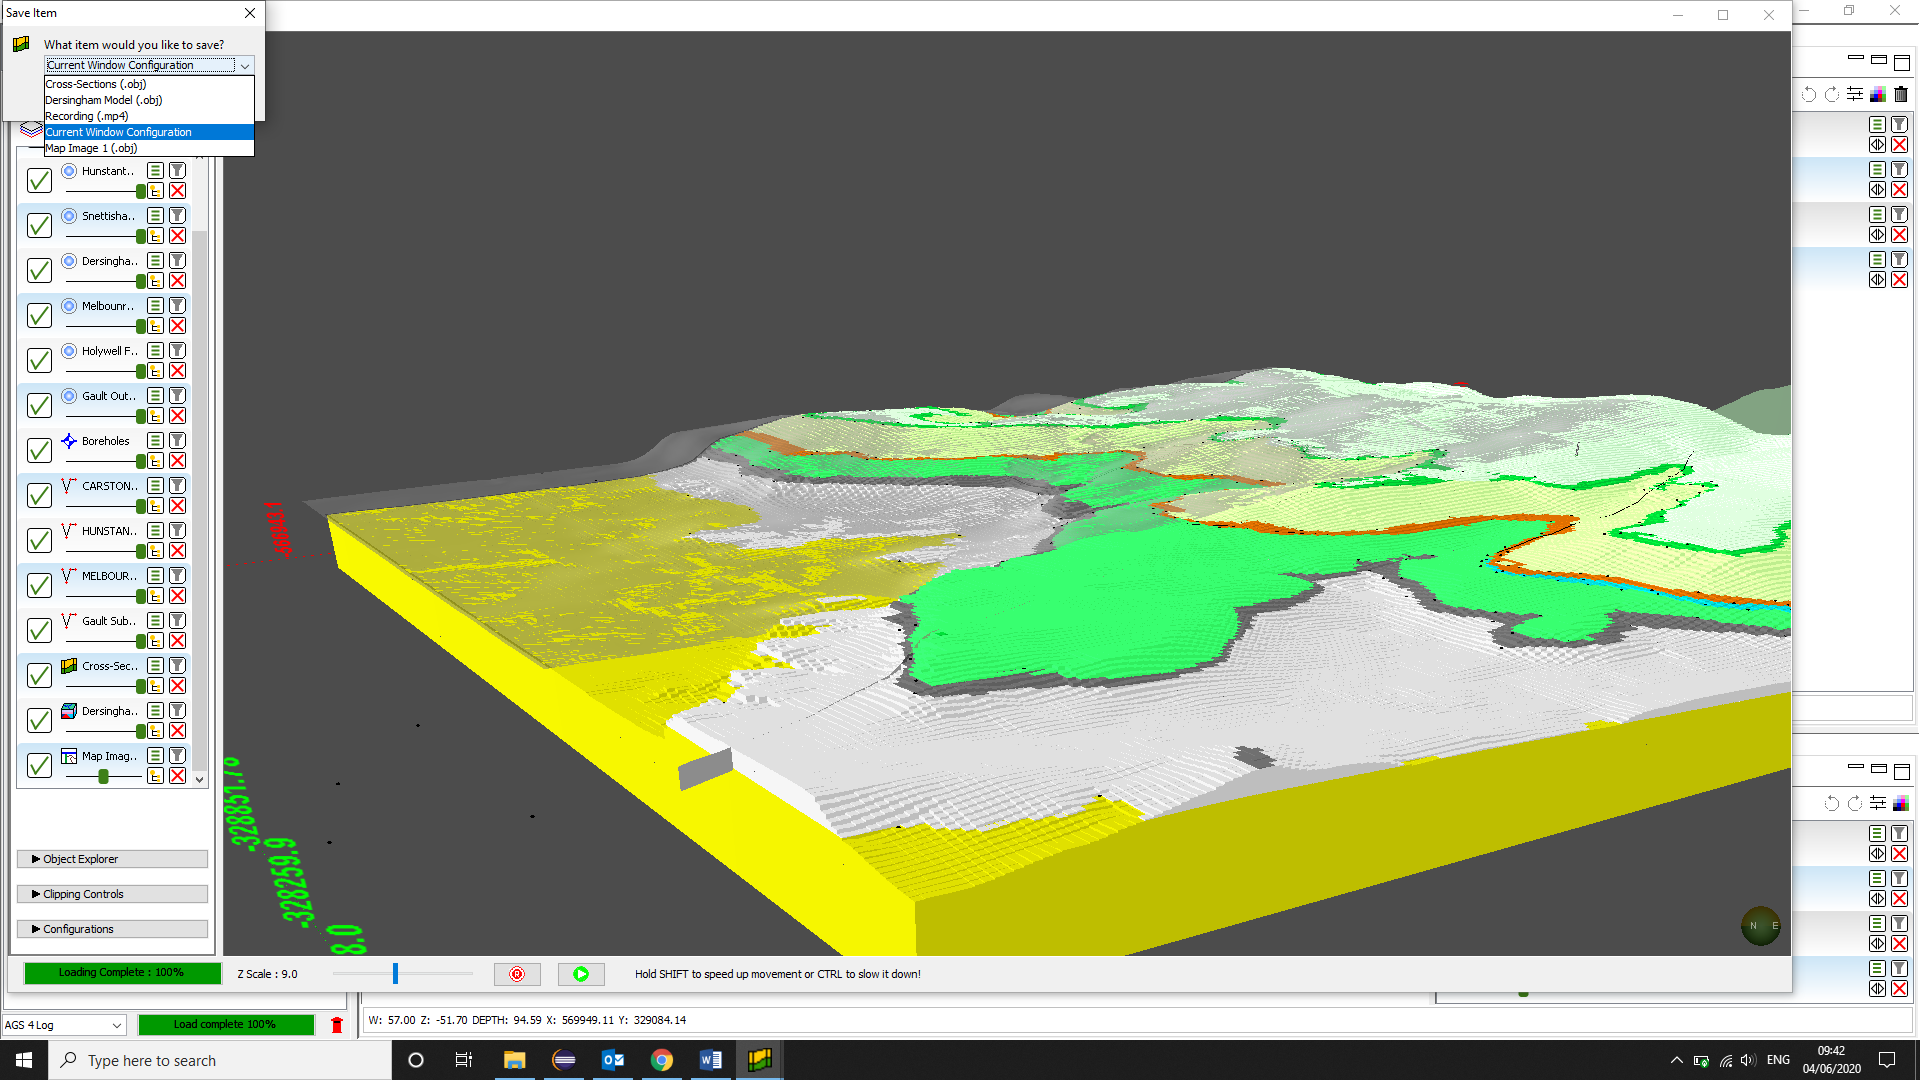 Save Item
What item would you like to save?
Current Window Configuration
Cross-Sections (.obj)
Dersingham Model (.obj)
Recording (.mp4)
Current Window Configuration
Map Image 1 (.obj)
Hunstant..
Snettisha..
Dersingha..
Melbounr..
Holywell F..
Gault Out..
Boreholes
CARSTON..
HUNSTAN..
MELBOUR..
Gault Sub..
Cross-Sec..
Dersingha..
Map Imag..
Object Explorer
Clipping Controls
Configurations
-328259.9
8.0
N E
Loading Complete : 100%
Z Scale : 9.0
Hold SHIFT to speed up movement or CTRL to slow it down!
AGS 4 Log
Load complete 100%
W: 57.00 Z: -51.70 DEPTH: 94.59 X: 569949.11 Y: 329084.14
Type here to search
ENG
09:42
04/06/2020